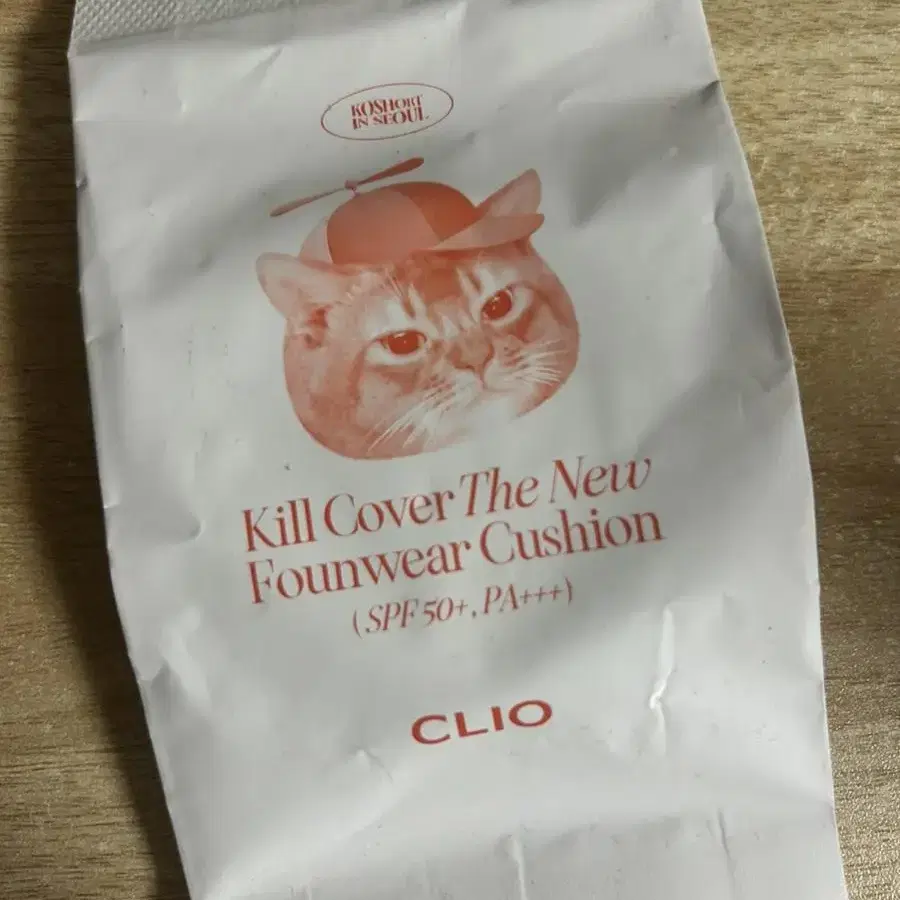 KOSHORT
IN SEOUL
Kill Cover The New
Founwear Cushion
(SPF 50+, PA+++)
CLIO